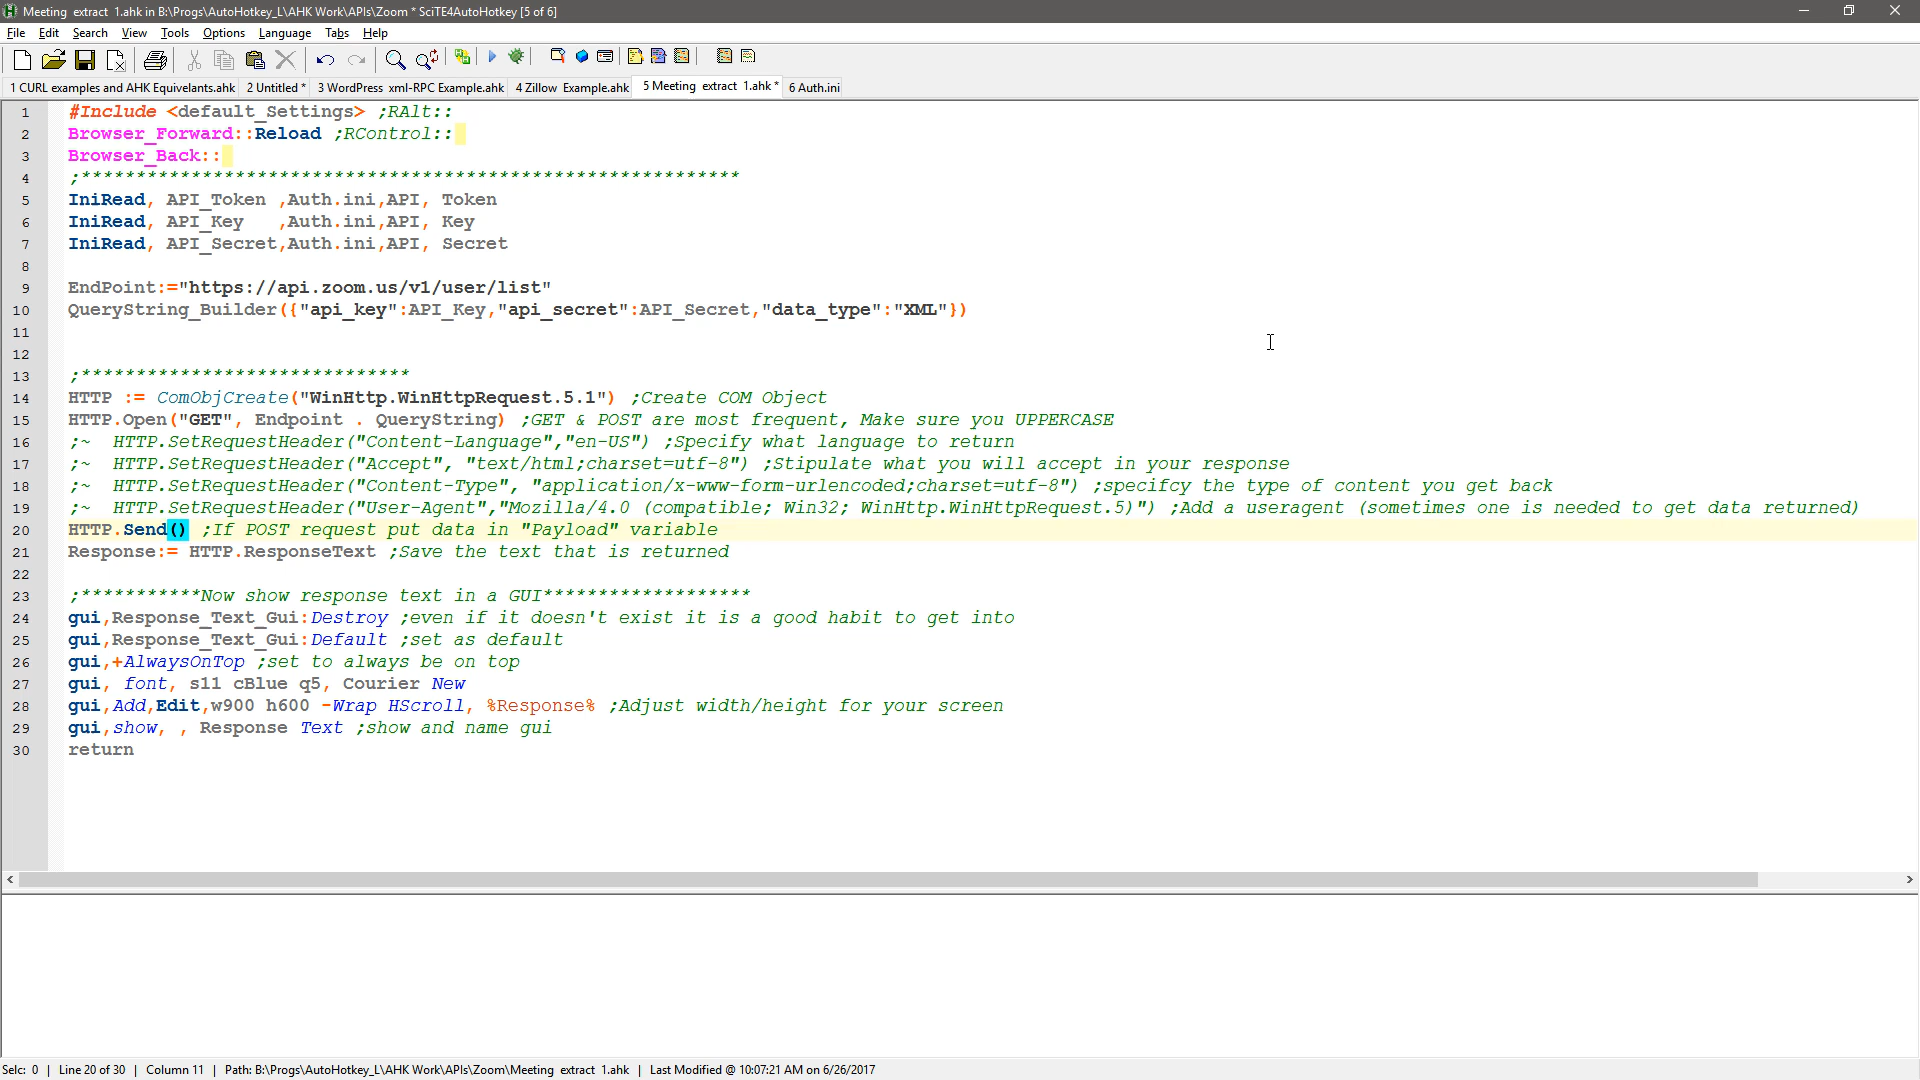 Meeting extract 1.ahk in B:\Progs\AutoHotkey_L\AHK Work\APIs\Zoom * SciTE4AutoHotkey [5 of 6]
File Edit Search View Tools Options Language Tabs Help
1 CURL examples and AHK Equivelants.ahk 2 Untitled * 3 WordPress xml-RPC Example.ahk 4 Zillow Example.ahk 5 Meeting extract 1.ahk * 6 Auth.ini
1 #Include <default_Settings> ;RAlt::
2 Browser_Forward::Reload ;RControl::
3 Browser_Back::
4 ;************************************************************
5 IniRead, API_Token ,Auth.ini,API, Token
6 IniRead, API_Key   ,Auth.ini,API, Key
7 IniRead, API_Secret,Auth.ini,API, Secret
8
9 EndPoint:="https://api.zoom.us/v1/user/list"
10 QueryString_Builder({"api_key":API_Key,"api_secret":API_Secret,"data_type":"XML"})
11
12
13 ;******************************
14 HTTP := ComObjCreate("WinHttp.WinHttpRequest.5.1") ;Create COM Object
15 HTTP.Open("GET", Endpoint . QueryString) ;GET & POST are most frequent, Make sure you UPPERCASE
16 ;~  HTTP.SetRequestHeader("Content-Language","en-US") ;Specify what language to return
17 ;~  HTTP.SetRequestHeader("Accept", "text/html;charset=utf-8") ;Stipulate what you will accept in your response
18 ;~  HTTP.SetRequestHeader("Content-Type", "application/x-www-form-urlencoded;charset=utf-8") ;specifcy the type of content you get back
19 ;~  HTTP.SetRequestHeader("User-Agent","Mozilla/4.0 (compatible; Win32; WinHttp.WinHttpRequest.5)") ;Add a useragent (sometimes one is needed to get data returned)
20 HTTP.Send() ;If POST request put data in "Payload" variable
21 Response:= HTTP.ResponseText ;Save the text that is returned
22
23 ;***********Now show response text in a GUI*******************
24 gui,Response_Text_Gui:Destroy ;even if it doesn't exist it is a good habit to get into
25 gui,Response_Text_Gui:Default ;set as default
26 gui,+AlwaysOnTop ;set to always be on top
27 gui, font, s11 cBlue q5, Courier New
28 gui,Add,Edit,w900 h600 -Wrap HScroll, %Response% ;Adjust width/height for your screen
29 gui,show, , Response Text ;show and name gui
30 return
Selc: 0 | Line 20 of 30 | Column 11 | Path: B:\Progs\AutoHotkey_L\AHK Work\APIs\Zoom\Meeting extract 1.ahk | Last Modified @ 10:07:21 AM on 6/26/2017